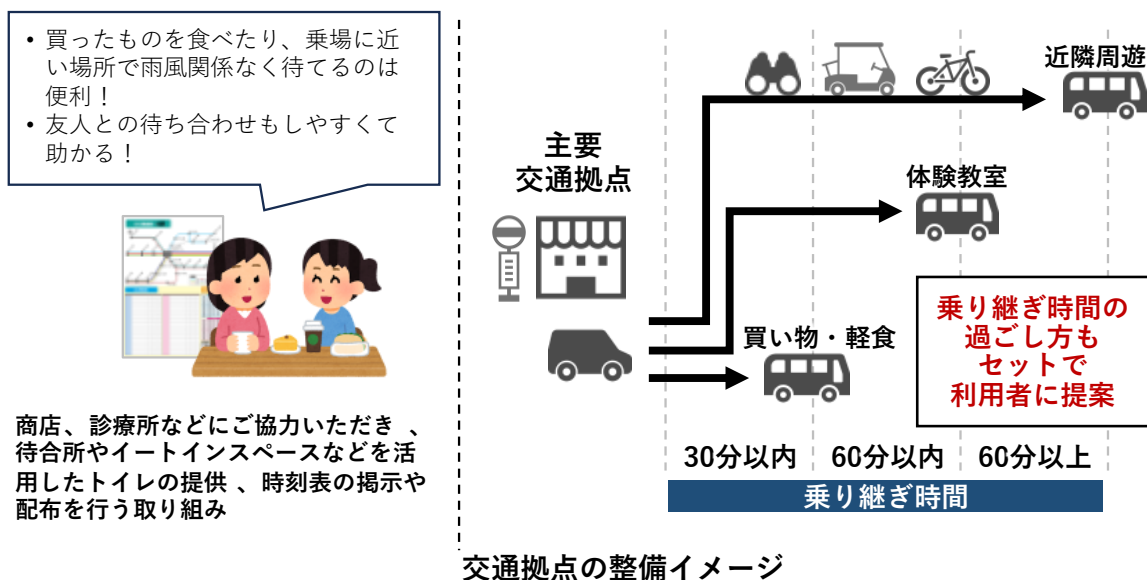 • 買ったものを食べたり、乗場に近
い場所で雨風関係なく待てるのは
便利！
• 友人との待ち合わせもしやすくて
助かる！
商店、診療所などにご協力いただき 、
待合所やイートインスペースなどを活
用したトイレの提供 、時刻表の掲示や
配布を行う取り組み
主要
交通拠点
近隣周遊
体験教室
買い物・軽食
乗り継ぎ時間の
過ごし方も
セットで
利用者に提案
30分以内
60分以内
60分以上
乗り継ぎ時間
交通拠点の整備イメージ